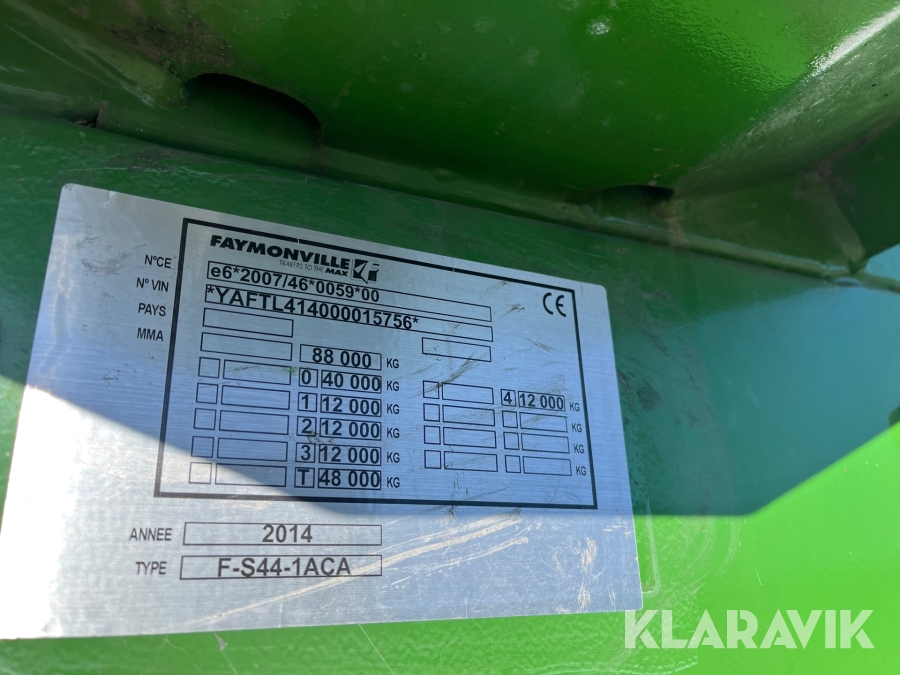 KLARAVIK
FAYMONVILLE
TRAILERS TO THE MAX
N°CE e6*2007/46*0059*00 CE
N° VIN *YAFTL414000015756*
PAYS
MMA 88 000 KG
0 40 000 KG 4 12 000 KG
1 12 000 KG KG
2 12 000 KG KG
3 12 000 KG KG
T 48 000 KG
ANNEE 2014
TYPE F-S44-1ACA
KLARAVIK